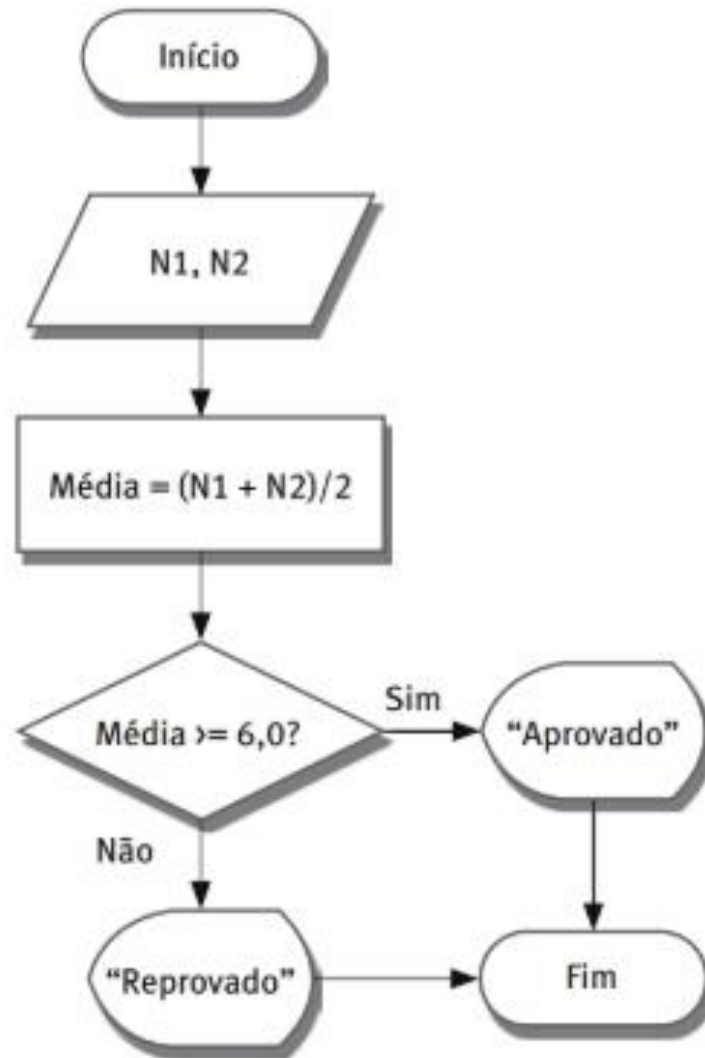 Início
N1, N2
Média = (N1 + N2)/2
Média >= 6,0?
Sim
“Aprovado”
Não
“Reprovado”
Fim